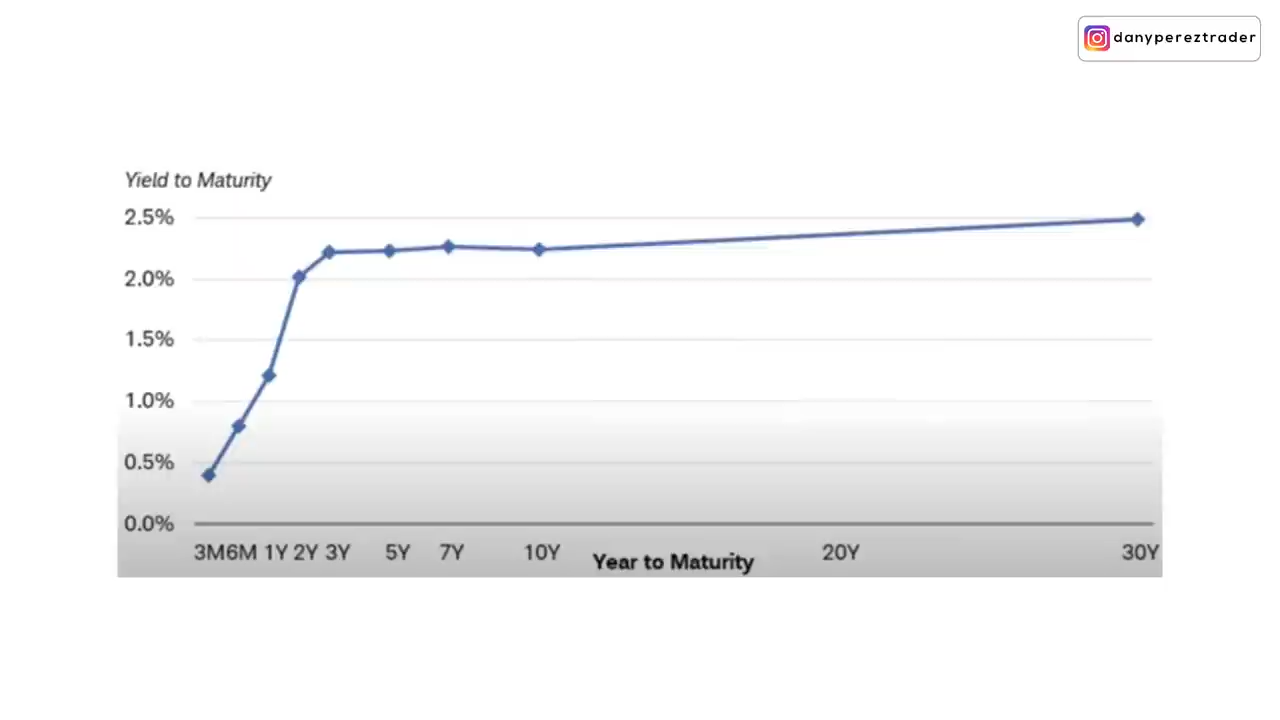 danypereztrader
Yield to Maturity
2.5%
2.0%
1.5%
1.0%
0.5%
0.0%
3M6M 1Y 2Y 3Y 5Y 7Y 10Y 20Y 30Y
Year to Maturity